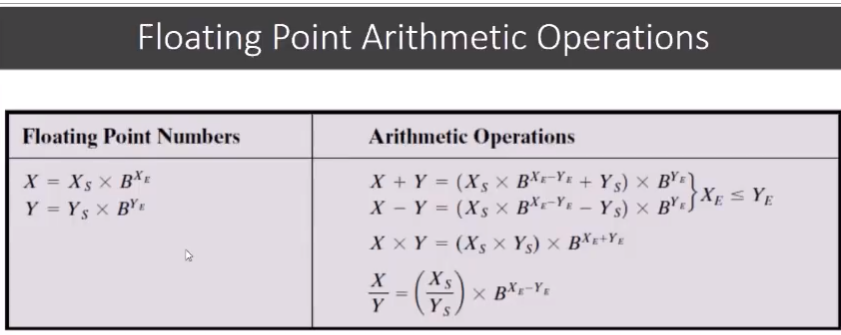 Floating Point Arithmetic Operations
Floating Point Numbers
Arithmetic Operations
X = X_S × B^{X_E}
Y = Y_S × B^{Y_E}
X + Y = (X_S × B^{X_E−Y_E} + Y_S) × B^{Y_E}
X − Y = (X_S × B^{X_E−Y_E} − Y_S) × B^{Y_E}
} X_E ≤ Y_E
X × Y = (X_S × Y_S) × B^{X_E+Y_E}
X/Y = (X_S/Y_S) × B^{X_E−Y_E}